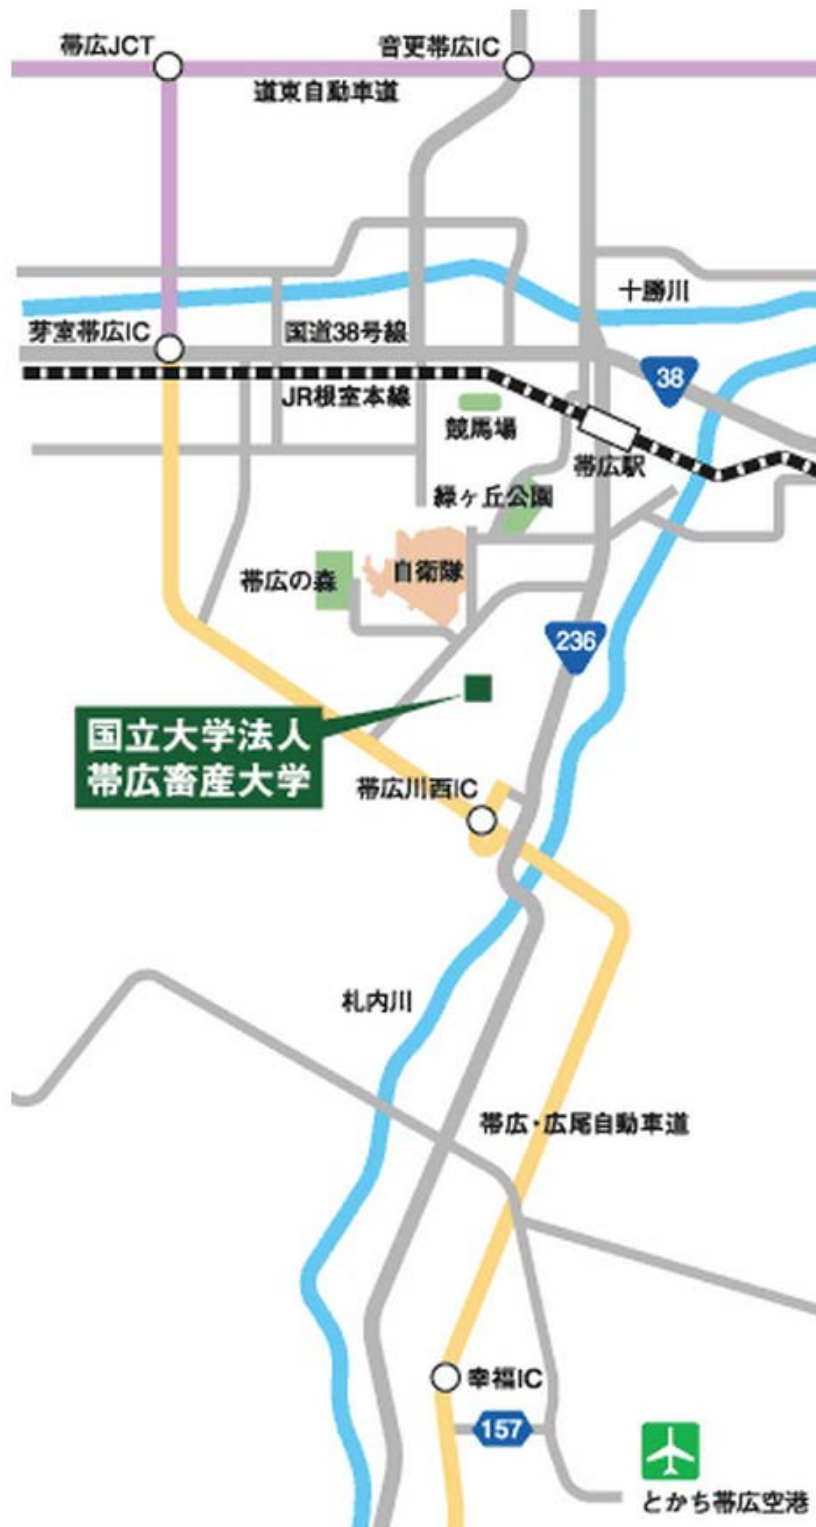 帯広JCT
音更帯広IC
道東自動車道
十勝川
芽室帯広IC
国道38号線
38
JR根室本線
競馬場
帯広駅
緑ヶ丘公園
帯広の森
自衛隊
236
国立大学法人
帯広畜産大学
帯広川西IC
札内川
帯広・広尾自動車道
幸福IC
157
とかち帯広空港